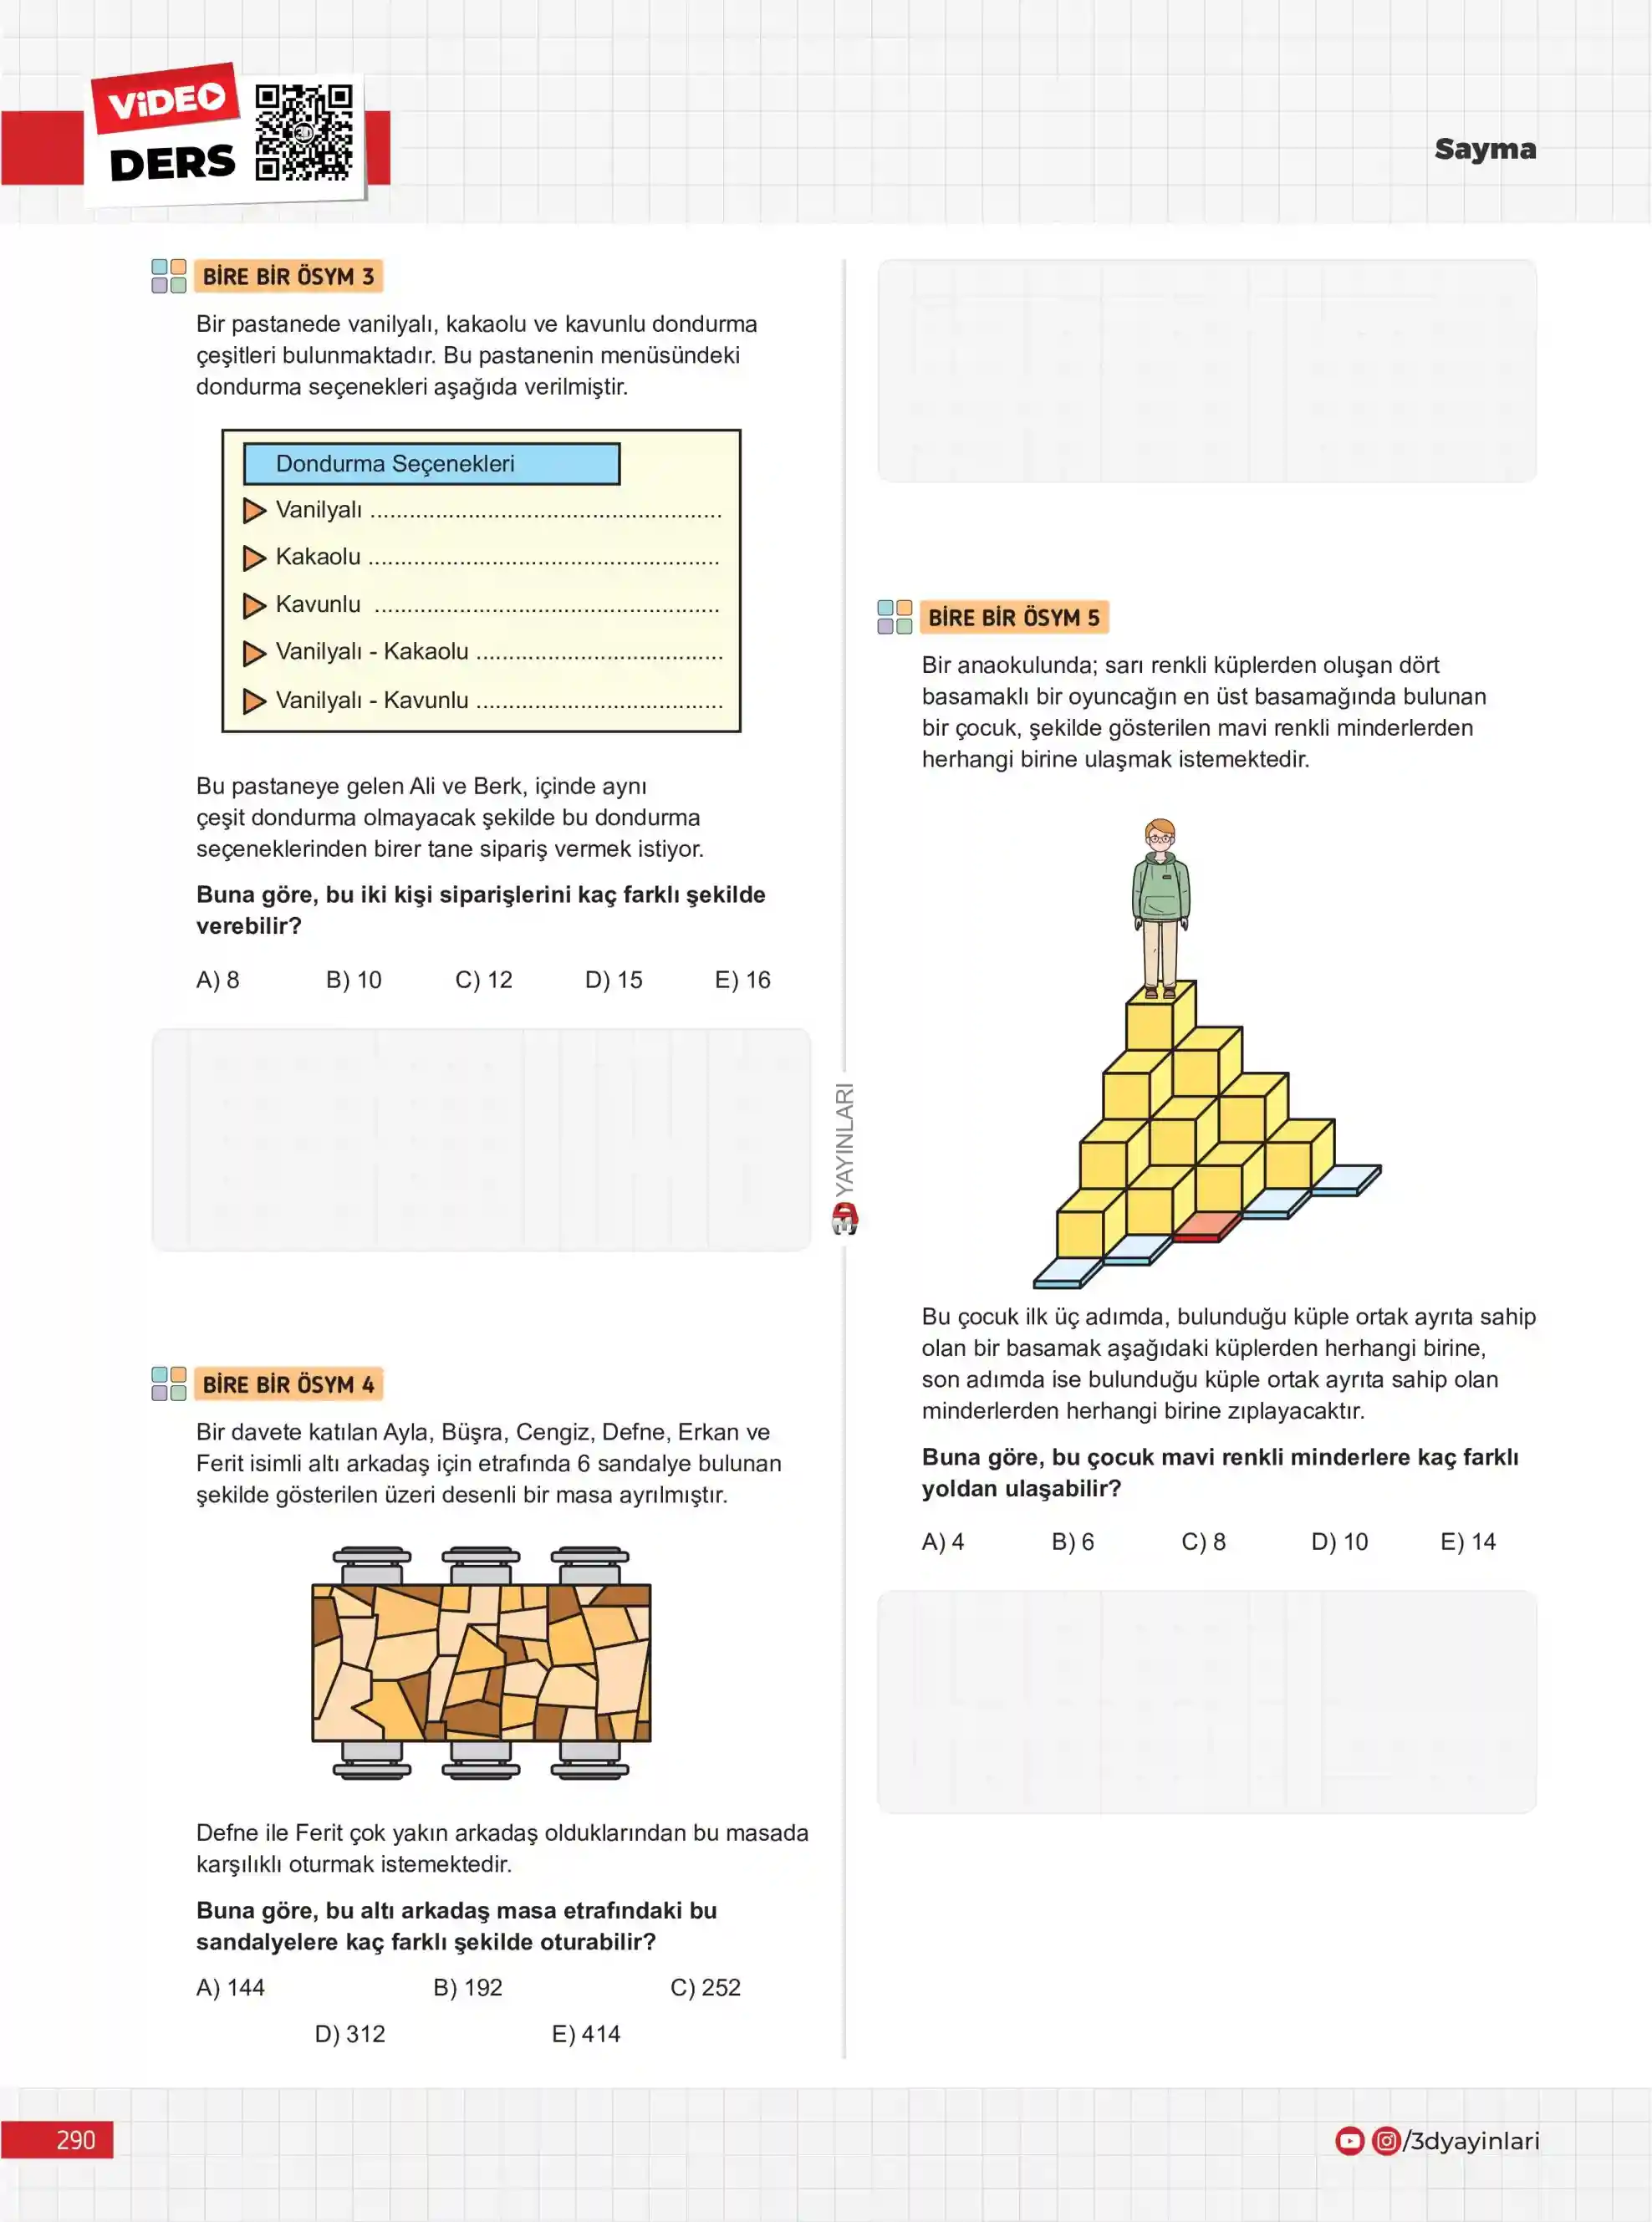 VİDEO
DERS
3D
Sayma
BİRE BİR ÖSYM 3
Bir pastanede vanilyalı, kakaolu ve kavunlu dondurma
çeşitleri bulunmaktadır. Bu pastanenin menüsündeki
dondurma seçenekleri aşağıda verilmiştir.
Dondurma Seçenekleri
Vanilyalı ......................................................
Kakaolu ......................................................
Kavunlu .....................................................
Vanilyalı - Kakaolu ......................................
Vanilyalı - Kavunlu ......................................
Bu pastaneye gelen Ali ve Berk, içinde aynı
çeşit dondurma olmayacak şekilde bu dondurma
seçeneklerinden birer tane sipariş vermek istiyor.
Buna göre, bu iki kişi siparişlerini kaç farklı şekilde
verebilir?
A) 8 B) 10 C) 12 D) 15 E) 16
BİRE BİR ÖSYM 4
Bir davete katılan Ayla, Büşra, Cengiz, Defne, Erkan ve
Ferit isimli altı arkadaş için etrafında 6 sandalye bulunan
şekilde gösterilen üzeri desenli bir masa ayrılmıştır.
Defne ile Ferit çok yakın arkadaş olduklarından bu masada
karşılıklı oturmak istemektedir.
Buna göre, bu altı arkadaş masa etrafındaki bu
sandalyelere kaç farklı şekilde oturabilir?
A) 144 B) 192 C) 252
D) 312 E) 414
3D YAYINLARI
BİRE BİR ÖSYM 5
Bir anaokulunda; sarı renkli küplerden oluşan dört
basamaklı bir oyuncağın en üst basamağında bulunan
bir çocuk, şekilde gösterilen mavi renkli minderlerden
herhangi birine ulaşmak istemektedir.
Bu çocuk ilk üç adımda, bulunduğu küple ortak ayrıta sahip
olan bir basamak aşağıdaki küplerden herhangi birine,
son adımda ise bulunduğu küple ortak ayrıta sahip olan
minderlerden herhangi birine zıplayacaktır.
Buna göre, bu çocuk mavi renkli minderlere kaç farklı
yoldan ulaşabilir?
A) 4 B) 6 C) 8 D) 10 E) 14
290
/3dyayinlari